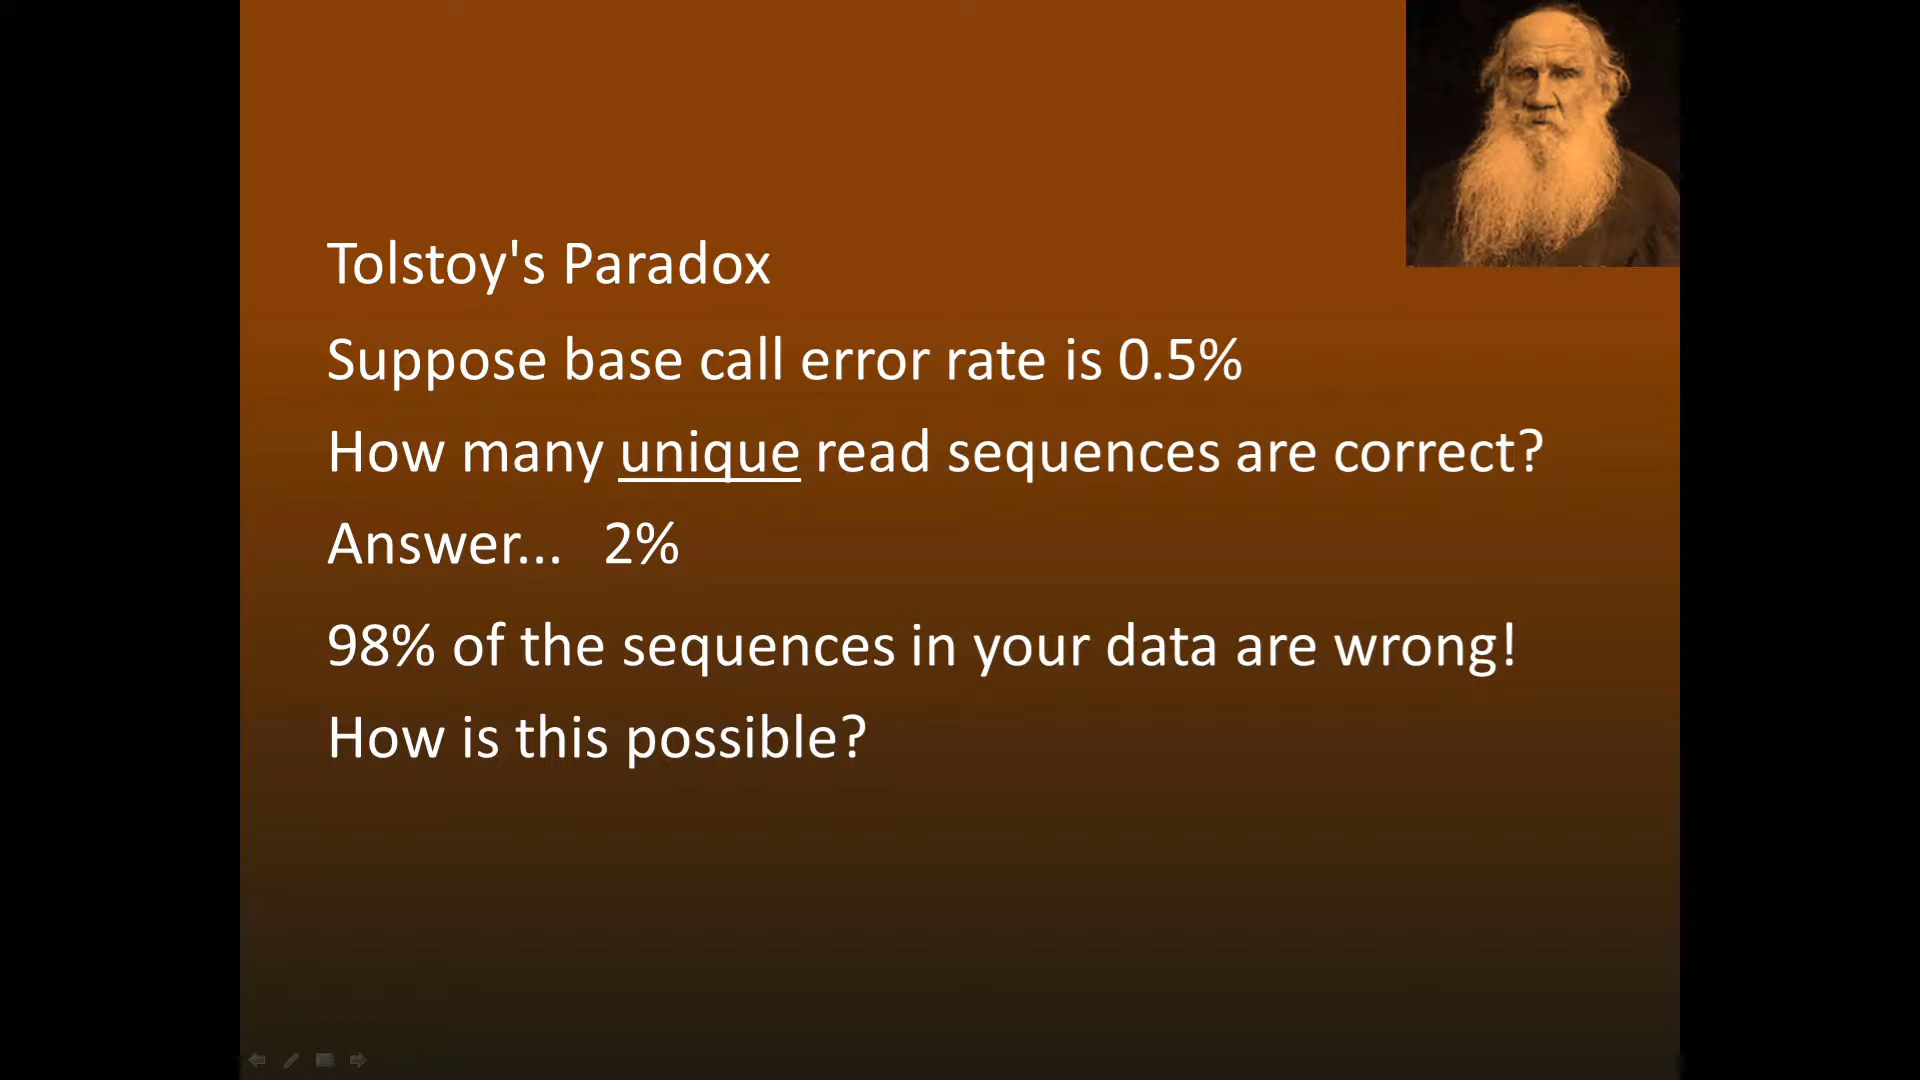 Tolstoy's Paradox
Suppose base call error rate is 0.5%
How many unique read sequences are correct?
Answer... 2%
98% of the sequences in your data are wrong!
How is this possible?